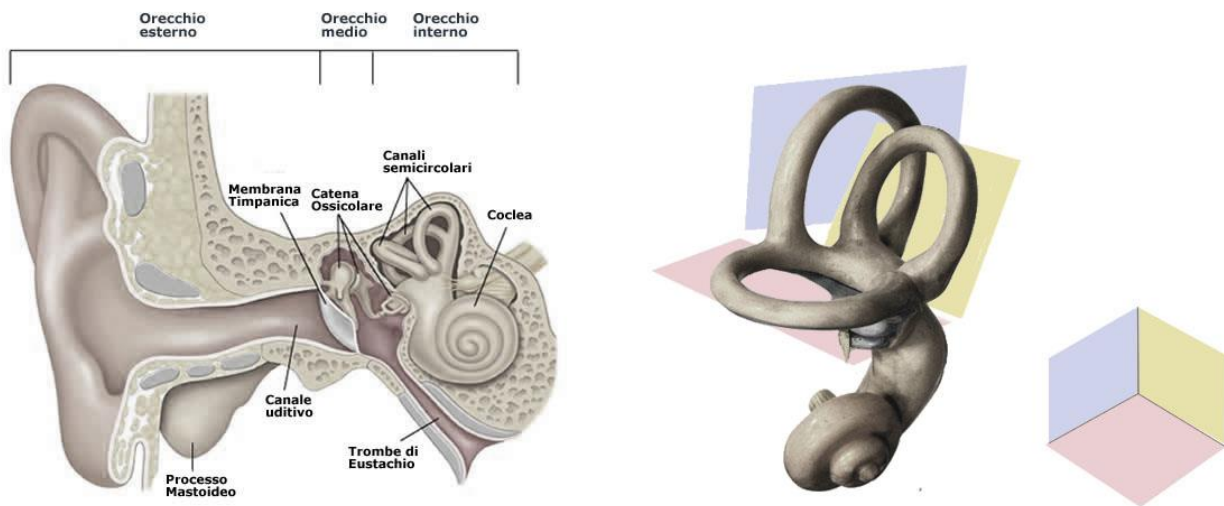 Orecchio
esterno
Orecchio
medio
Orecchio
interno
Canali
semicircolari
Membrana
Timpanica
Catena
Ossicolare
Coclea
Canale
uditivo
Trombe di
Eustachio
Processo
Mastoideo